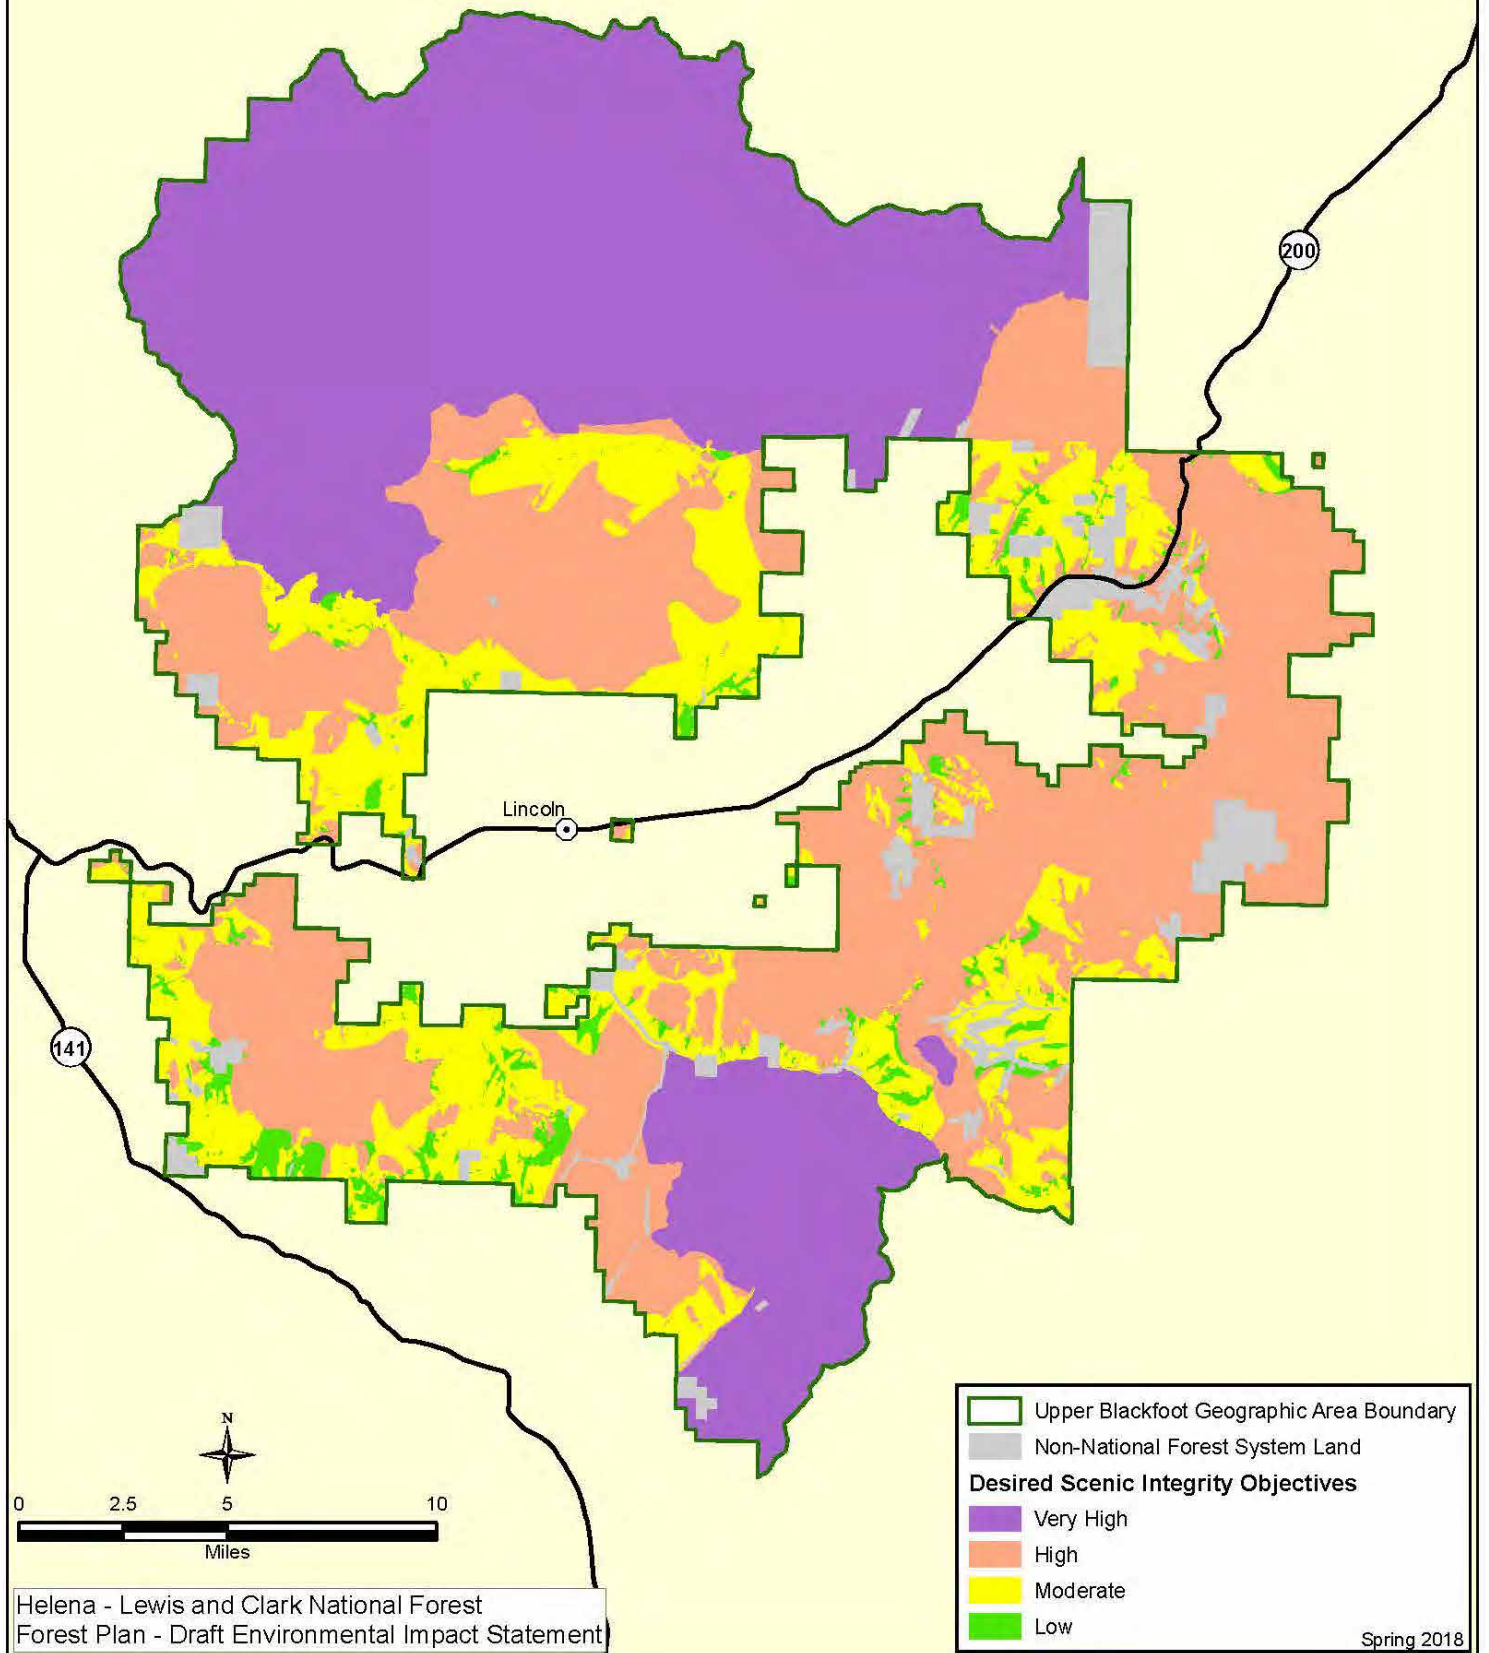 200
Lincoln
141
N
0 2.5 5 10
Miles
Helena - Lewis and Clark National Forest
Forest Plan - Draft Environmental Impact Statement
Upper Blackfoot Geographic Area Boundary
Non-National Forest System Land
Desired Scenic Integrity Objectives
Very High
High
Moderate
Low
Spring 2018